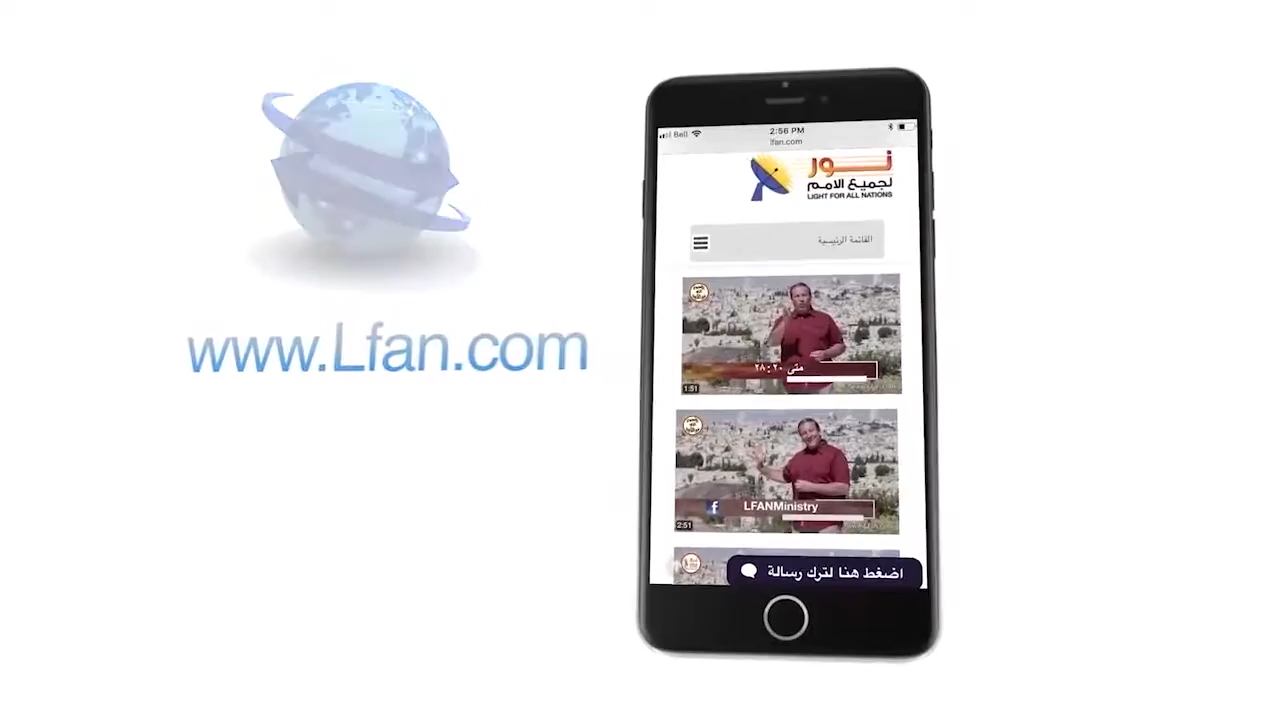 www.Lfan.com
Bell
2:56 PM
lfan.com
نور
لجميع الامم
LIGHT FOR ALL NATIONS
القائمة الرئيسية
متى ٢٨:٢٠
1:51
LFANMinistry
2:51
اضغط هنا لترك رسالة